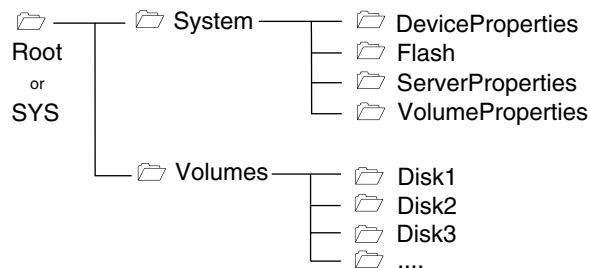 System
DeviceProperties
Root
Flash
or
ServerProperties
SYS
VolumeProperties
Volumes
Disk1
Disk2
Disk3
....